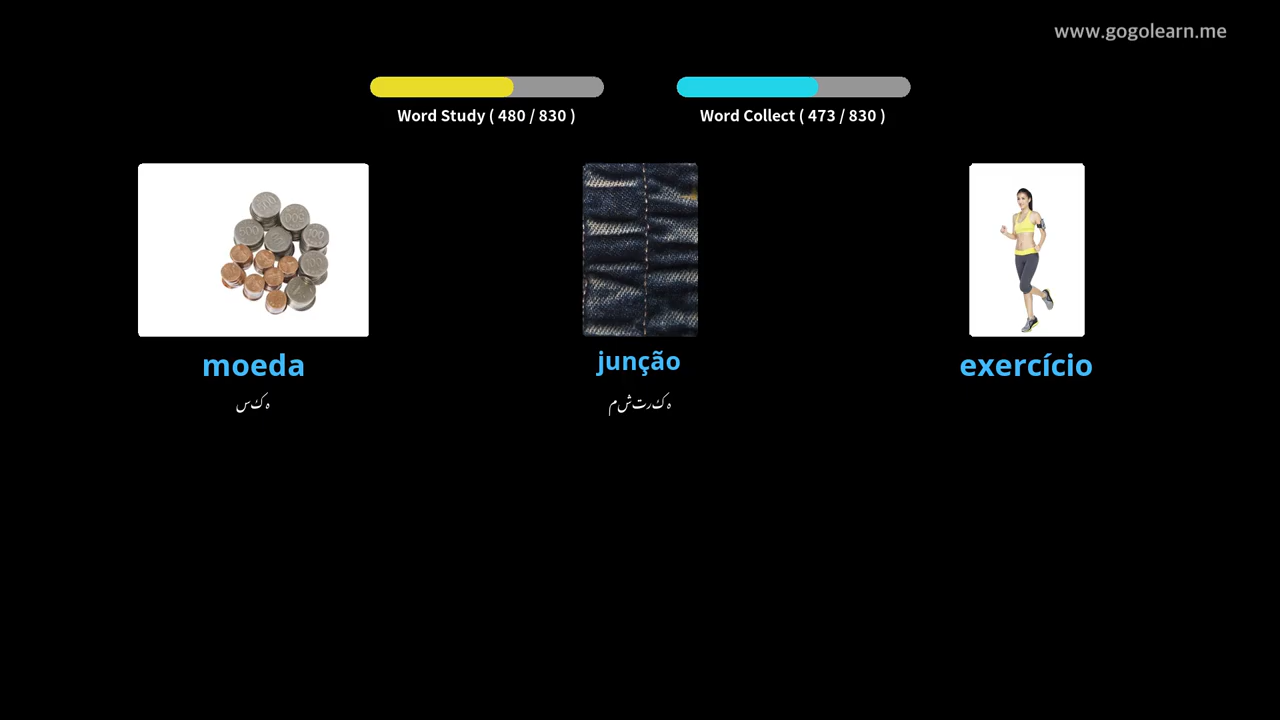 www.gogolearn.me
Word Study ( 480 / 830 )
Word Collect ( 473 / 830 )
moeda
junção
exercício
سکہ
مشترکہ